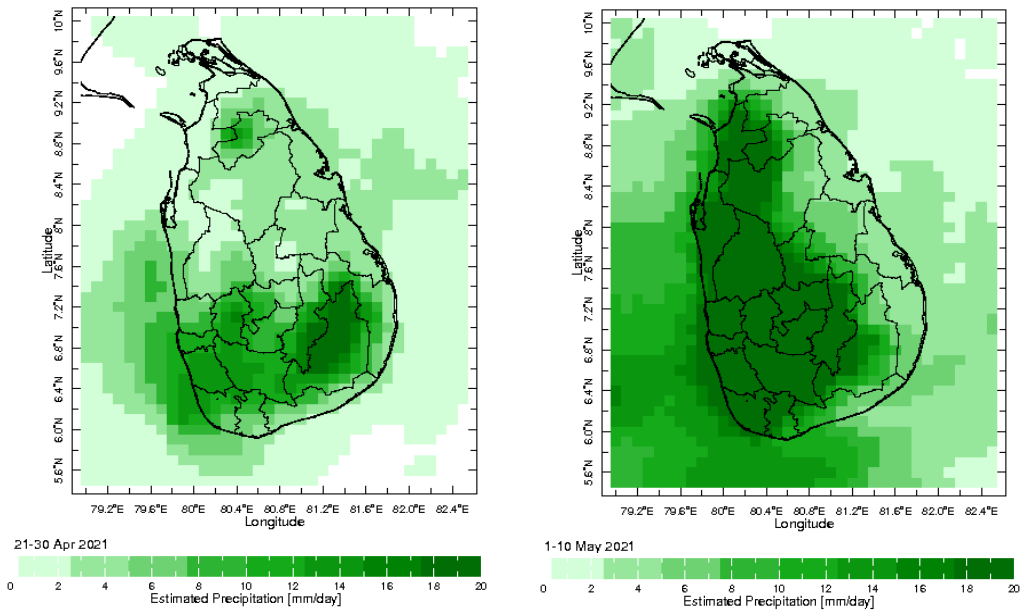 10°N
9.6°N
9.2°N
8.8°N
8.4°N
8°N
7.6°N
7.2°N
6.8°N
6.4°N
6.0°N
5.6°N
Latitude
79.2°E 79.6°E 80°E 80.4°E 80.8°E 81.2°E 81.6°E 82.0°E 82.4°E
Longitude
21-30 Apr 2021
0 2 4 6 8 10 12 14 16 18 20
Estimated Precipitation [mm/day]
10°N
9.6°N
9.2°N
8.8°N
8.4°N
8°N
7.6°N
7.2°N
6.8°N
6.4°N
6.0°N
5.6°N
Latitude
79.2°E 79.6°E 80°E 80.4°E 80.8°E 81.2°E 81.6°E 82.0°E 82.4°E
Longitude
1-10 May 2021
0 2 4 6 8 10 12 14 16 18 20
Estimated Precipitation [mm/day]